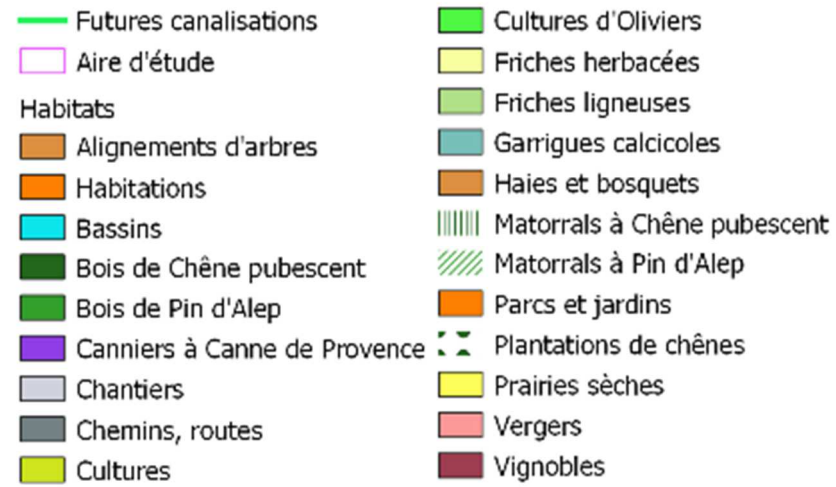 Futures canalisations
Aire d'étude
Habitats
Alignements d'arbres
Habitations
Bassins
Bois de Chêne pubescent
Bois de Pin d'Alep
Canniers à Canne de Provence
Chantiers
Chemins, routes
Cultures
Cultures d'Oliviers
Friches herbacées
Friches ligneuses
Garrigues calcicoles
Haies et bosquets
Matorrals à Chêne pubescent
Matorrals à Pin d'Alep
Parcs et jardins
Plantations de chênes
Prairies sèches
Vergers
Vignobles